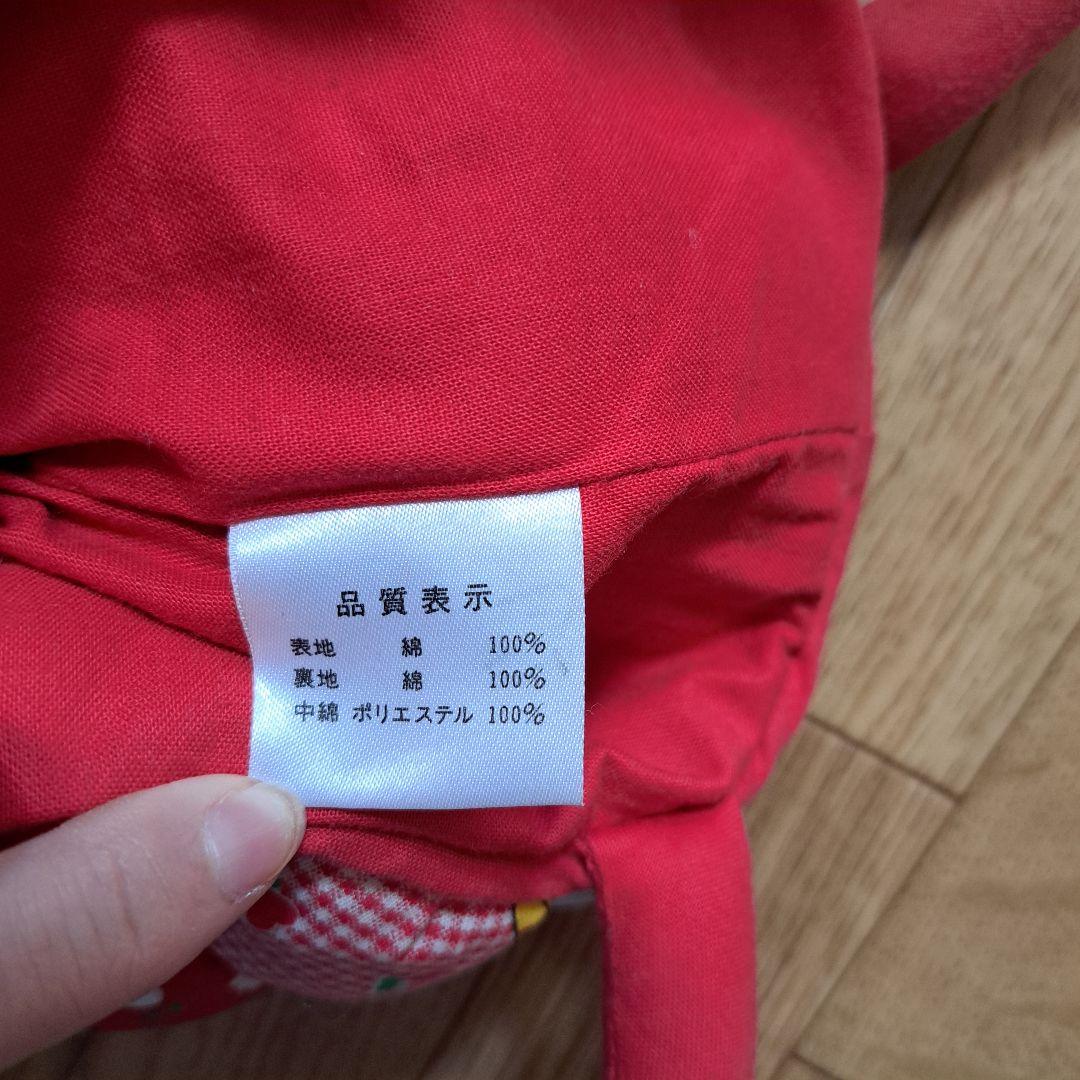 品質表示
表地 綿 100%
裏地 綿 100%
中綿 ポリエステル 100%